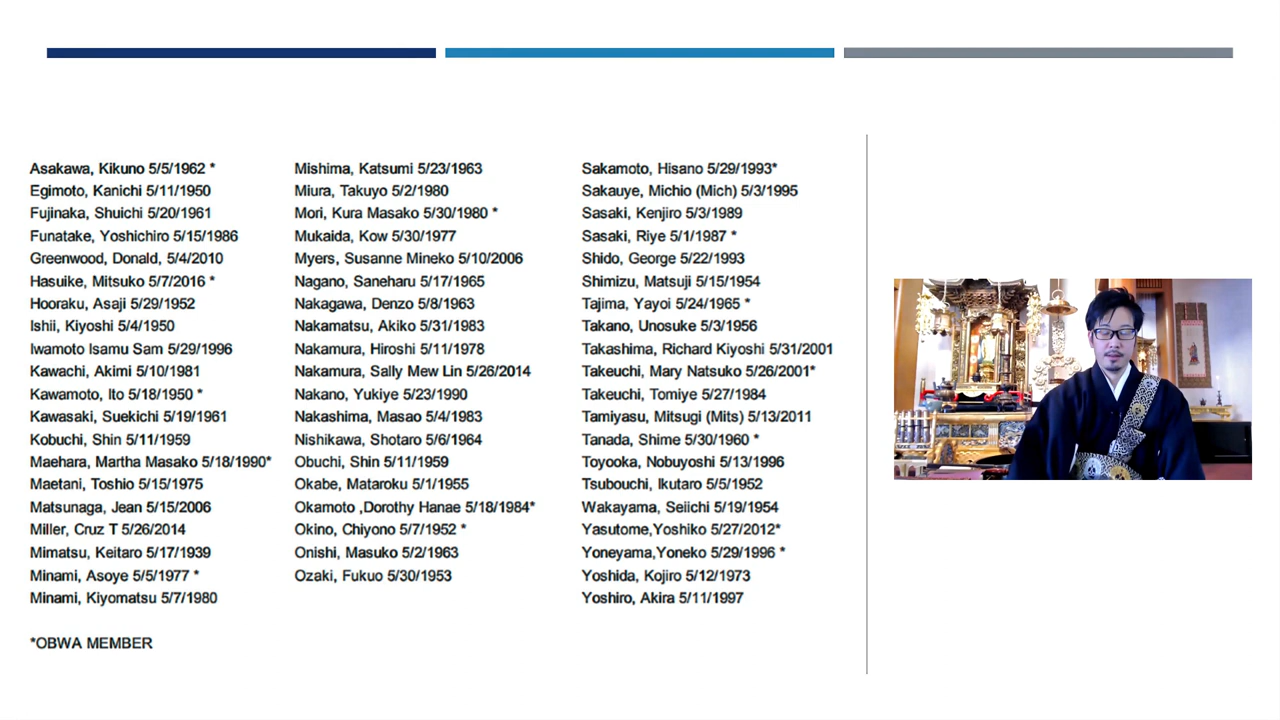 Asakawa, Kikuno 5/5/1962 *
Egimoto, Kanichi 5/11/1950
Fujinaka, Shuichi 5/20/1961
Funatake, Yoshichiro 5/15/1986
Greenwood, Donald, 5/4/2010
Hasuike, Mitsuko 5/7/2016 *
Hooraku, Asaji 5/29/1952
Ishii, Kiyoshi 5/4/1950
Iwamoto Isamu Sam 5/29/1996
Kawachi, Akimi 5/10/1981
Kawamoto, Ito 5/18/1950 *
Kawasaki, Suekichi 5/19/1961
Kobuchi, Shin 5/11/1959
Maehara, Martha Masako 5/18/1990*
Maetani, Toshio 5/15/1975
Matsunaga, Jean 5/15/2006
Miller, Cruz T 5/26/2014
Mimatsu, Keitaro 5/17/1939
Minami, Asoye 5/5/1977 *
Minami, Kiyomatsu 5/7/1980
*OBWA MEMBER
Mishima, Katsumi 5/23/1963
Miura, Takuyo 5/2/1980
Mori, Kura Masako 5/30/1980 *
Mukaida, Kow 5/30/1977
Myers, Susanne Mineko 5/10/2006
Nagano, Saneharu 5/17/1965
Nakagawa, Denzo 5/8/1963
Nakamatsu, Akiko 5/31/1983
Nakamura, Hiroshi 5/11/1978
Nakamura, Sally Mew Lin 5/26/2014
Nakano, Yukiye 5/23/1990
Nakashima, Masao 5/4/1983
Nishikawa, Shotaro 5/6/1964
Obuchi, Shin 5/11/1959
Okabe, Mataroku 5/1/1955
Okamoto ,Dorothy Hanae 5/18/1984*
Okino, Chiyono 5/7/1952 *
Onishi, Masuko 5/2/1963
Ozaki, Fukuo 5/30/1953
Sakamoto, Hisano 5/29/1993*
Sakauye, Michio (Mich) 5/3/1995
Sasaki, Kenjiro 5/3/1989
Sasaki, Riye 5/1/1987 *
Shido, George 5/22/1993
Shimizu, Matsuji 5/15/1954
Tajima, Yayoi 5/24/1965 *
Takano, Unosuke 5/3/1956
Takashima, Richard Kiyoshi 5/31/2001
Takeuchi, Mary Natsuko 5/26/2001*
Takeuchi, Tomiye 5/27/1984
Tamiyasu, Mitsugi (Mits) 5/13/2011
Tanada, Shime 5/30/1960 *
Toyooka, Nobuyoshi 5/13/1996
Tsubouchi, Ikutaro 5/5/1952
Wakayama, Seiichi 5/19/1954
Yasutome,Yoshiko 5/27/2012*
Yoneyama,Yoneko 5/29/1996 *
Yoshida, Kojiro 5/12/1973
Yoshiro, Akira 5/11/1997